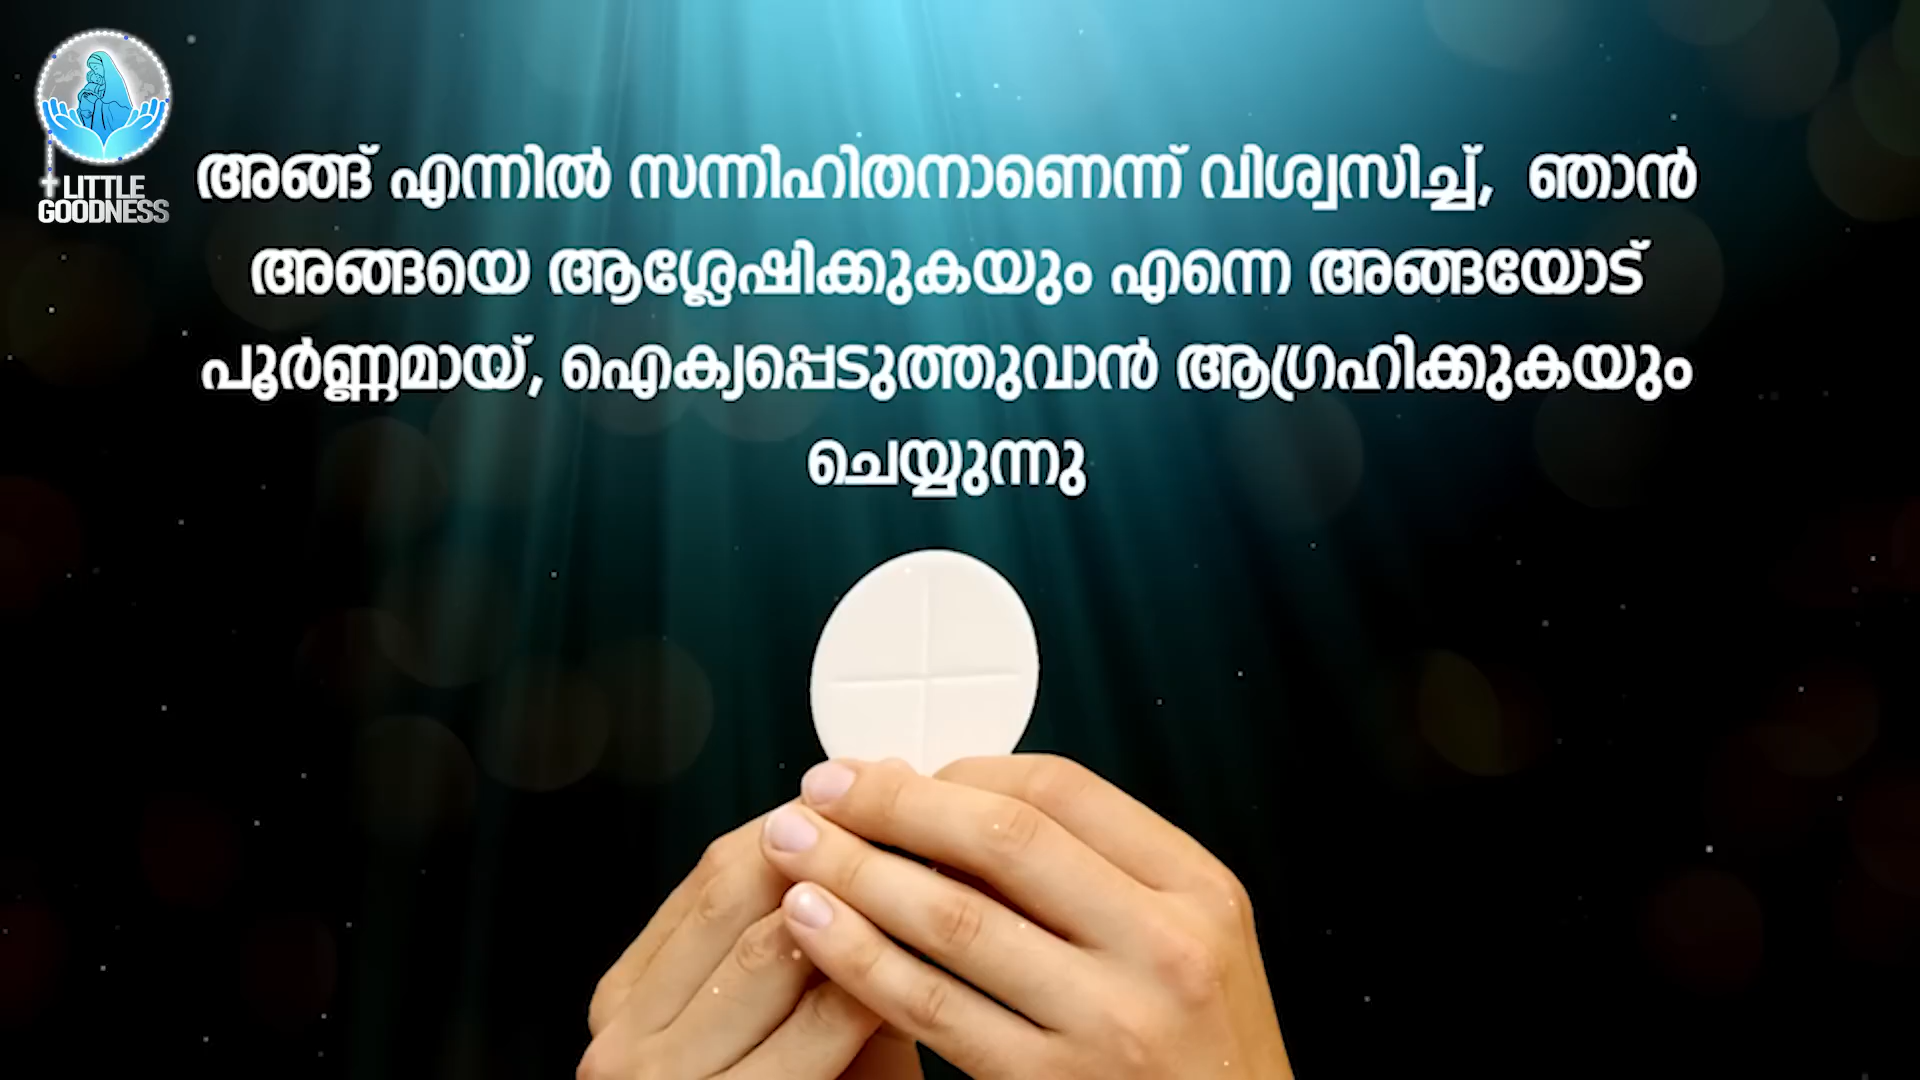 LITTLE
GOODNESS
അങ്ങ് എന്നിൽ സന്നിഹിതനാണെന്ന് വിശ്വസിച്ച്, ഞാൻ
അങ്ങയെ ആശ്ലേഷിക്കുകയും എന്നെ അങ്ങയോട്
പൂർണ്ണമായ്, ഐക്യപ്പെടുത്തുവാൻ ആഗ്രഹിക്കുകയും
ചെയ്യുന്നു